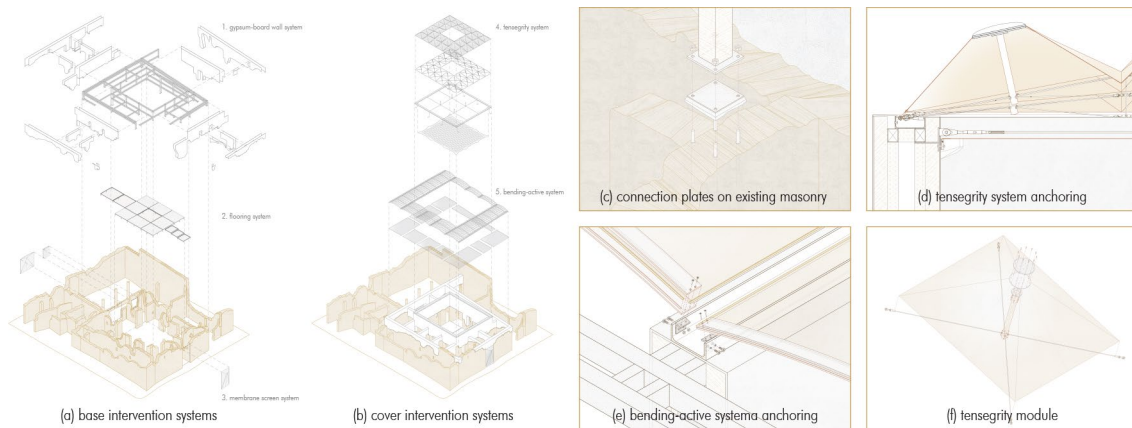 1. gypsum-board wall system
2. flooring system
3. membrane screen system
(a) base intervention systems
4. tensegrity system
5. bending-active system
(b) cover intervention systems
(c) connection plates on existing masonry
(d) tensegrity system anchoring
(e) bending-active systema anchoring
(f) tensegrity module